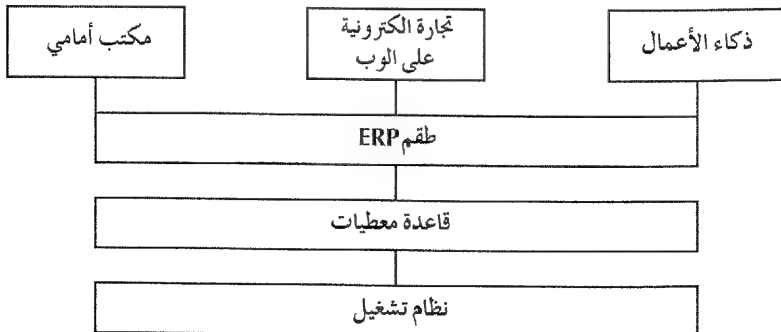 ذكاء الأعمال
تجارة الكترونية
على الوب
مكتب أمامي
طقم ERP
قاعدة معطيات
نظام تشغيل